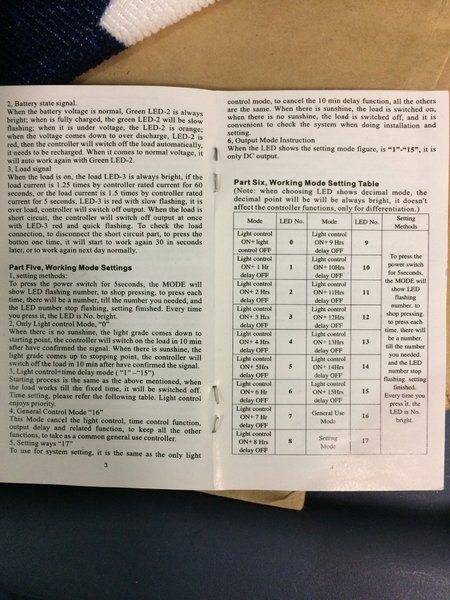 2, Battery state signal.
When the battery voltage is normal, Green LED-2 is always
bright; when is fully charged, the green LED-2 will be slow
flashing; when it is under voltage, the LED-2 is orange;
when the voltage comes down to over discharge, LED-2 is
red, then the controller will switch off the load automatically,
it needs to be recharged. When it comes to normal voltage, it
will auto work again with Green LED-2.
3, Load signal
When the load is on, the load LED-3 is always bright, if the
load current is 1.25 times by controller rated current for 60
seconds, or the load current is 1.5 times by controller rated
current for 5 seconds, LED-3 is red with slow flashing, it is
over load, controller will switch off output. When the load is
short circuit, the controller will switch off output at once
with LED-3 red and quick flashing. To check the load
connection, to disconnect the short circuit part, to press the
button one time, it will start to work again 30 in seconds
later, or to work again next day normally.
Part Five, Working Mode Settings
1, setting methods:
To press the power switch for 5seconds, the MODE will
show LED flashing number, to shop pressing, to press each
time, there will be a number, till the number you needed, and
the LED number stop flashing, setting finished. Every time
you press it, the LED is No. bright.
2, Only Light control Mode, "0"
When there is no sunshine, the light grade comes down to
starting point, the controller will switch on the load in 10 min
after have confirmed the signal. When there is sunshine, the
light grade comes up to stopping point, the controller will
switch off the load in 10 min after have confirmed the signal.
3, Light control+time delay mode ( "1"–"15")
Starting process is the same as the above mentioned, when
the load works till the fixed time, it will be switched off.
Time setting, please refer the following table. Light control
enjoys priority.
4, General Control Mode "16"
This Mode cancel the light control, time control function,
output delay and related function, to keep all the other
functions, to take as a common general use controller.
5, Setting ways "17"
To use for system setting, it is the same as the only light
3
control mode, to cancel the 10 min delay function, all the others
are the same. When there is sunshine, the load is switched on,
when there is no sunshine, the load is switched off, and it is
convenient to check the system when doing installation and
setting.
6, Output Mode Instruction
When the LED shows the setting mode figure, is "1"-"15", it is
only DC output.
Part Six, Working Mode Setting Table
(Note: when choosing LED shows decimal mode, the
decimal point will be will be always bright, it doesn't
affect the controller functions, only for differentiation.)
Mode LED No. Mode LED No. Setting
Methods
Light control
ON+light
control OFF
0
Light control
ON+9 Hrs
delay OFF
9
Light control
ON+ 1 Hr
delay OFF
1
Light control
ON+10Hrs
delay OFF
10
Light control
ON+ 2 Hrs
delay OFF
2
Light control
ON+11Hrs
delay OFF
11
Light control
ON+ 3 Hrs
delay OFF
3
Light control
ON+12Hrs
delay OFF
12
Light control
ON+ 4 Hrs
delay OFF
4
Light control
ON+13Hrs
delay OFF
13
Light control
ON+ 5Hrs
delay OFF
5
Light control
ON+14Hrs
delay OFF
14
Light control
ON+ 6 Hr
delay OFF
6
Light control
ON+15Hrs
delay OFF
15
Light control
ON+7 Hr
delay OFF
7
General Use
Mode
16
Light control
ON+8 Hrs
delay OFF
8
Setting
Mode
17
To press the
power switch
for 5seconds,
the MODE will
show LED
flashing
number. to
shop pressing,
to press each
time, there will
be a number,
till the number
you needed.
and the LED
number stop
flashing. setting
finished.
Every time you
press it, the
LED is No.
bright.